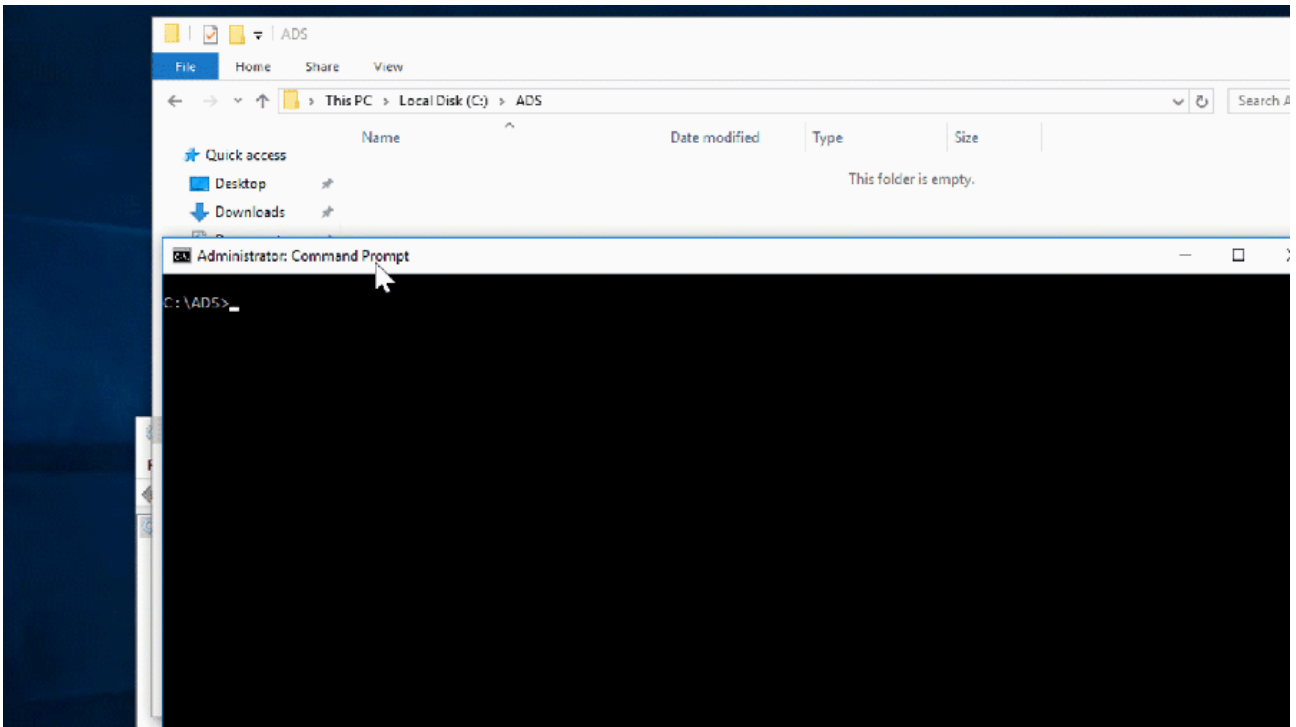 ADS
File Home Share View
This PC > Local Disk (C:) > ADS
Search A
Name Date modified Type Size
Quick access
This folder is empty.
Desktop
Downloads
Administrator: Command Prompt
C:\ADS>